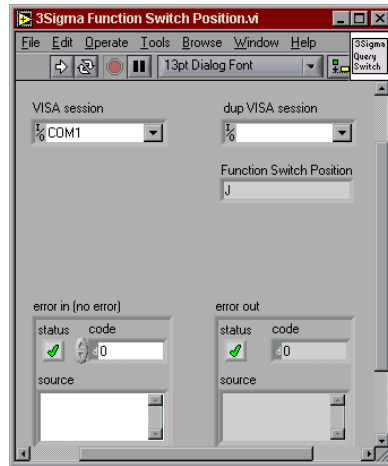 3Sigma Function Switch Position.vi
File Edit Operate Tools Browse Window Help
3Sigma
Query
Switch
13pt Dialog Font
VISA session
dup VISA session
I/O COM1
I/O
Function Switch Position
J
error in (no error)
error out
status code
status code
d 0
d 0
source
source